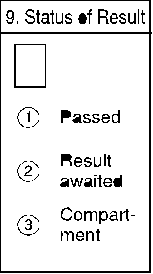 9. Status of Result
1 Passed
2 Result
awaited
3 Compart-
ment